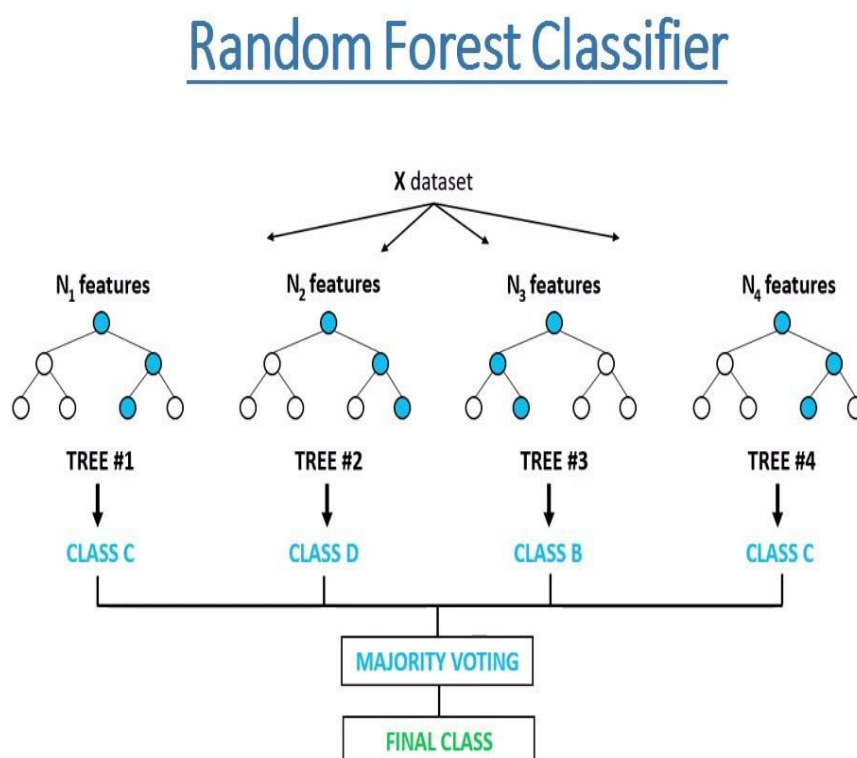 Random Forest Classifier
X dataset
N₁ features N₂ features N₃ features N₄ features
TREE #1 TREE #2 TREE #3 TREE #4
CLASS C CLASS D CLASS B CLASS C
MAJORITY VOTING
FINAL CLASS